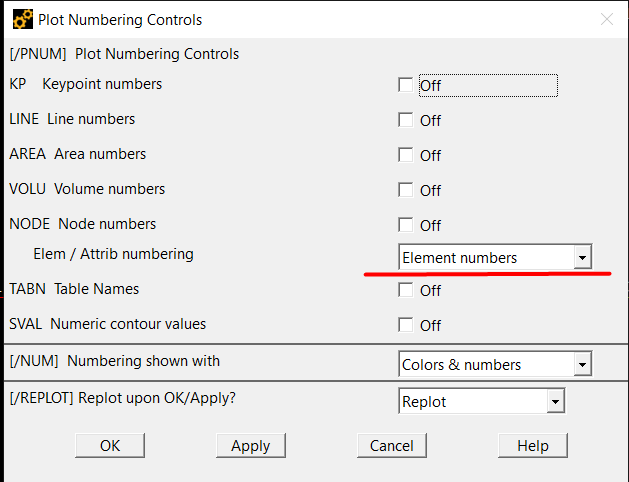 Plot Numbering Controls
[/PNUM] Plot Numbering Controls
KP Keypoint numbers Off
LINE Line numbers Off
AREA Area numbers Off
VOLU Volume numbers Off
NODE Node numbers Off
Elem / Attrib numbering Element numbers
TABN Table Names Off
SVAL Numeric contour values Off
[/NUM] Numbering shown with Colors & numbers
[/REPLOT] Replot upon OK/Apply? Replot
OK Apply Cancel Help